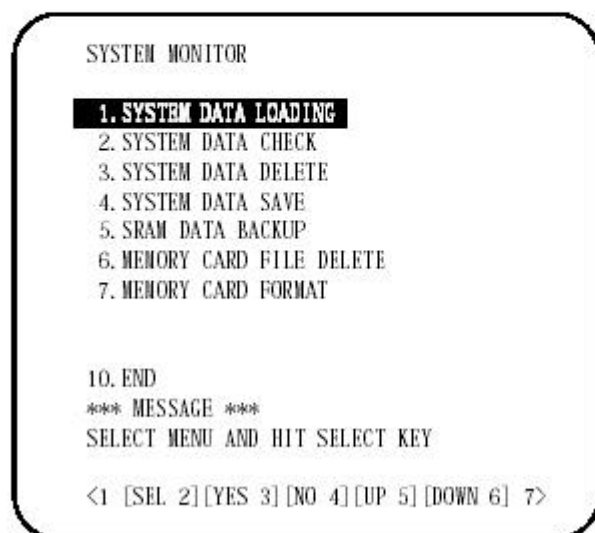 SYSTEM MONITOR
1. SYSTEM DATA LOADING
2. SYSTEM DATA CHECK
3. SYSTEM DATA DELETE
4. SYSTEM DATA SAVE
5. SRAM DATA BACKUP
6. MEMORY CARD FILE DELETE
7. MEMORY CARD FORMAT
10. END
*** MESSAGE ***
SELECT MENU AND HIT SELECT KEY
<1 [SEL 2][YES 3][NO 4][UP 5][DOWN 6] 7>